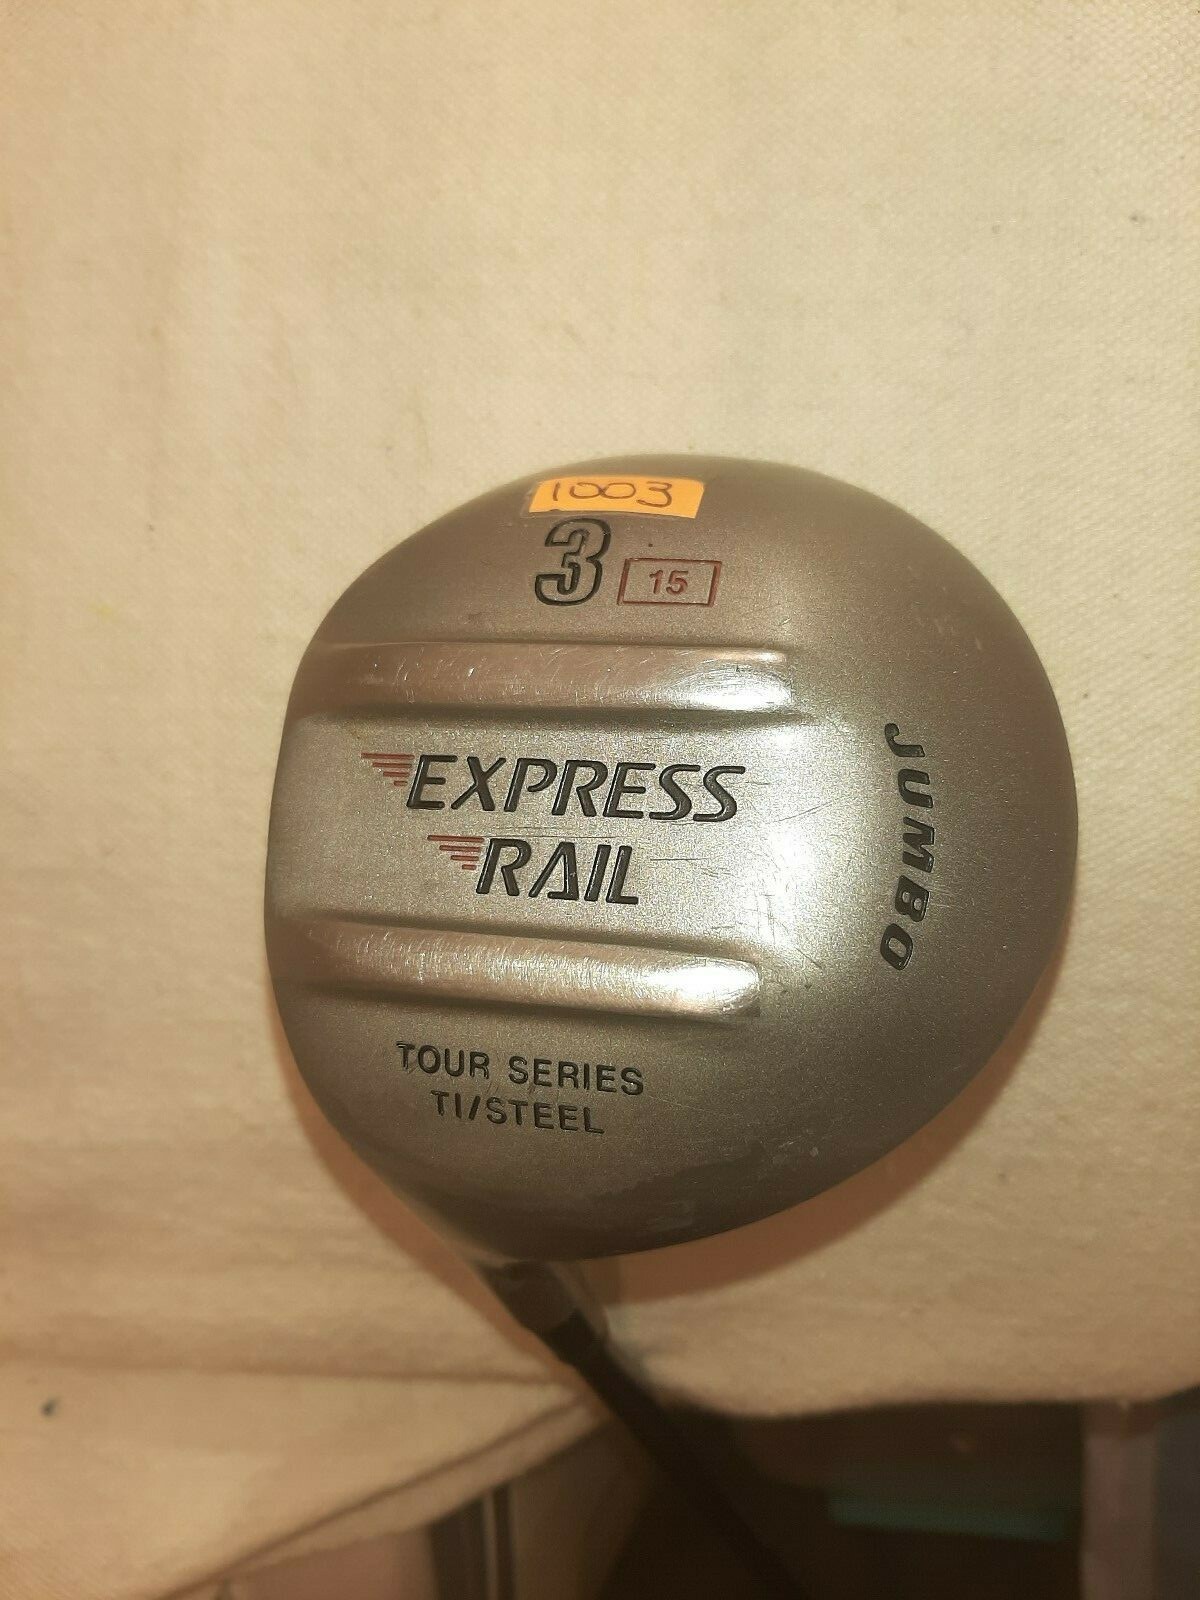 1003
3 15
EXPRESS
RAIL
JUMBO
TOUR SERIES
TI/STEEL